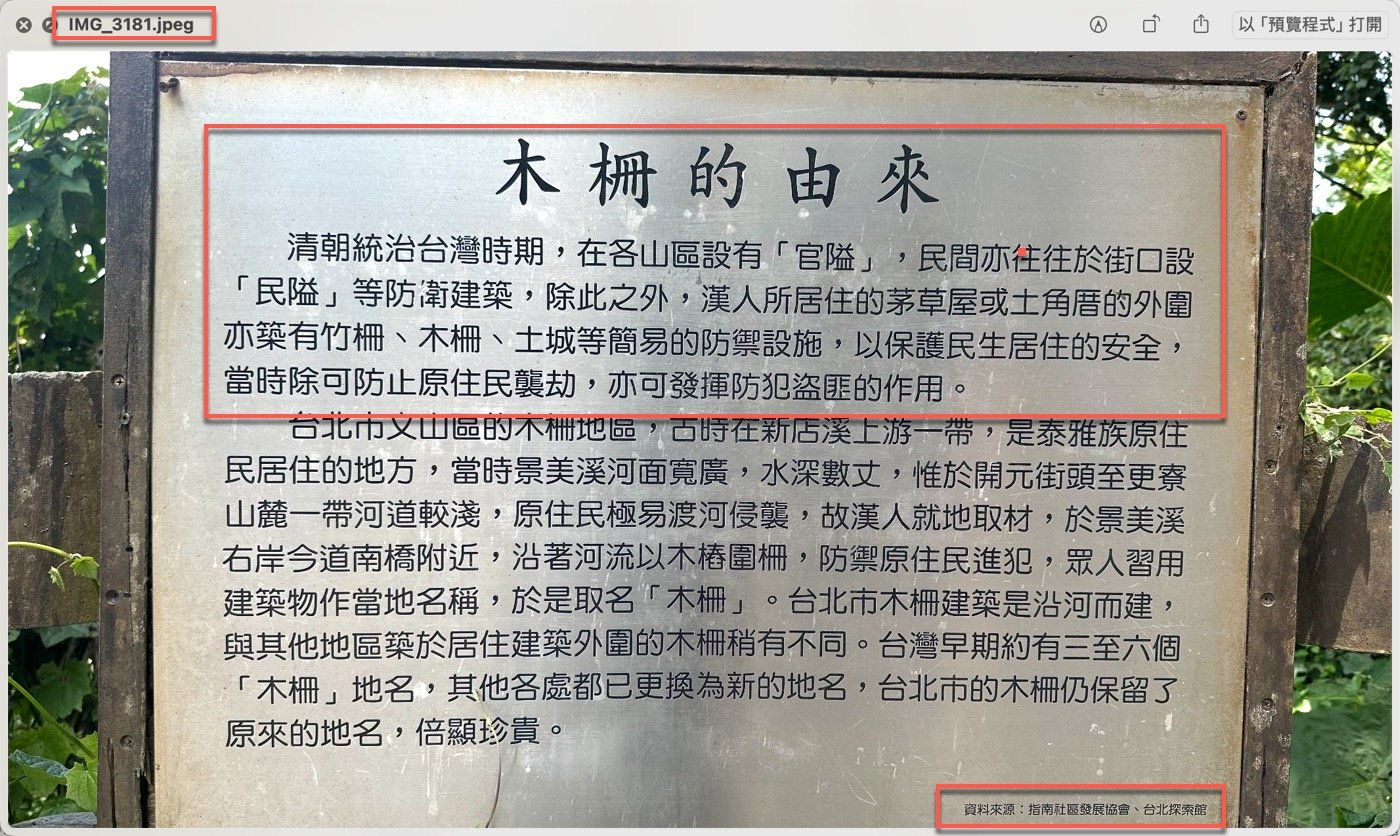 IMG_3181.jpeg
以「預覽程式」打開
木柵的由來
清朝統治台灣時期，在各山區設有「官隘」，民間亦往往於街口設
「民隘」等防衛建築，除此之外，漢人所居住的茅草屋或土角厝的外圍
亦築有竹柵、木柵、土城等簡易的防禦設施，以保護民生居住的安全，
當時除可防止原住民襲劫，亦可發揮防犯盜匪的作用。
台北市文山區的木柵地區，古時在新店溪上游一帶，是泰雅族原住
民居住的地方，當時景美溪河面寬廣，水深數丈，惟於開元街頭至更寮
山麓一帶河道較淺，原住民極易渡河侵襲，故漢人就地取材，於景美溪
右岸今道南橋附近，沿著河流以木樁圍柵，防禦原住民進犯，眾人習用
建築物作當地名稱，於是取名「木柵」。台北市木柵建築是沿河而建，
與其他地區築於居住建築外圍的木柵稍有不同。台灣早期約有三至六個
「木柵」地名，其他各處都已更換為新的地名，台北市的木柵仍保留了
原來的地名，倍顯珍貴。
資料來源：指南社區發展協會、台北探索館